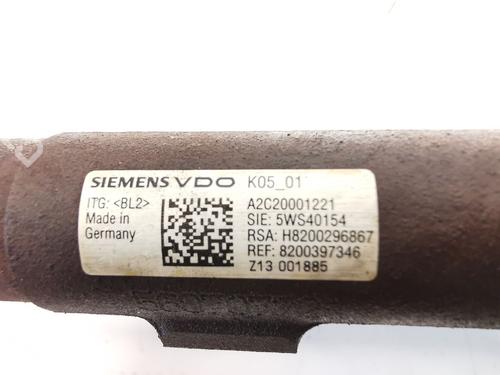 SIEMENS VDO K05_01
ITG: <BL2> A2C20001221
Made in SIE: 5WS40154
Germany RSA: H8200296867
REF: 8200397346
Z13 001885